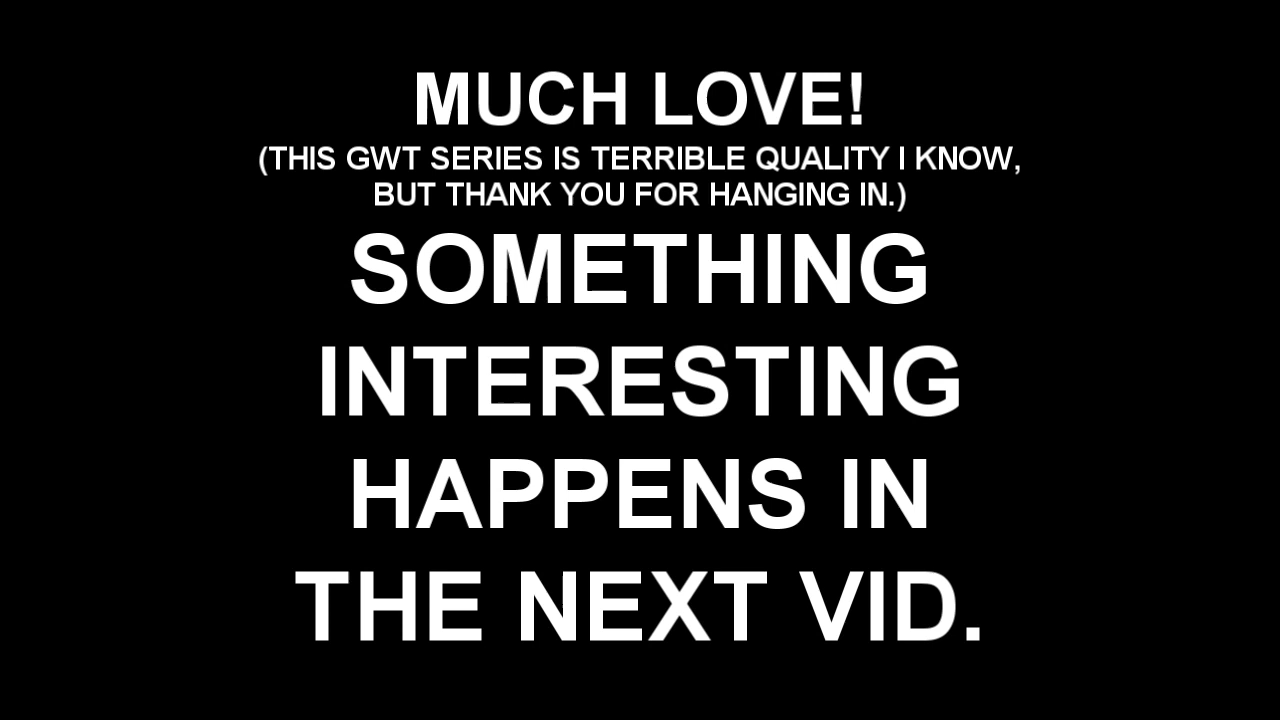 MUCH LOVE!
(THIS GWT SERIES IS TERRIBLE QUALITY I KNOW,
BUT THANK YOU FOR HANGING IN.)
SOMETHING
INTERESTING
HAPPENS IN
THE NEXT VID.